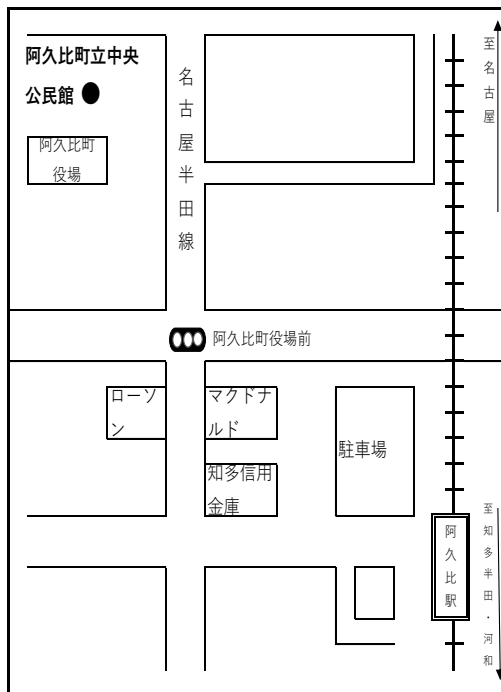 阿久比町立中央
公民館
阿久比町
役場
名古屋半田線
至名古屋
阿久比町役場前
ローソ
ン
マクドナ
ルド
知多信用
金庫
駐車場
阿久比駅
至知多半田・河和